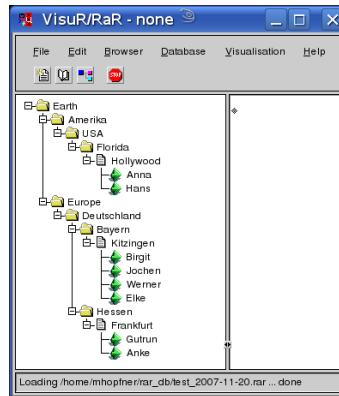 VisuR/RaR - none
File Edit Browser Database Visualisation Help
Earth
Amerika
USA
Florida
Hollywood
Anna
Hans
Europe
Deutschland
Bayern
Kitzingen
Birgit
Jochen
Werner
Elke
Hessen
Frankfurt
Gutrun
Anke
Loading /home/mhopfner/rar_db/test_2007-11-20.rar ... done